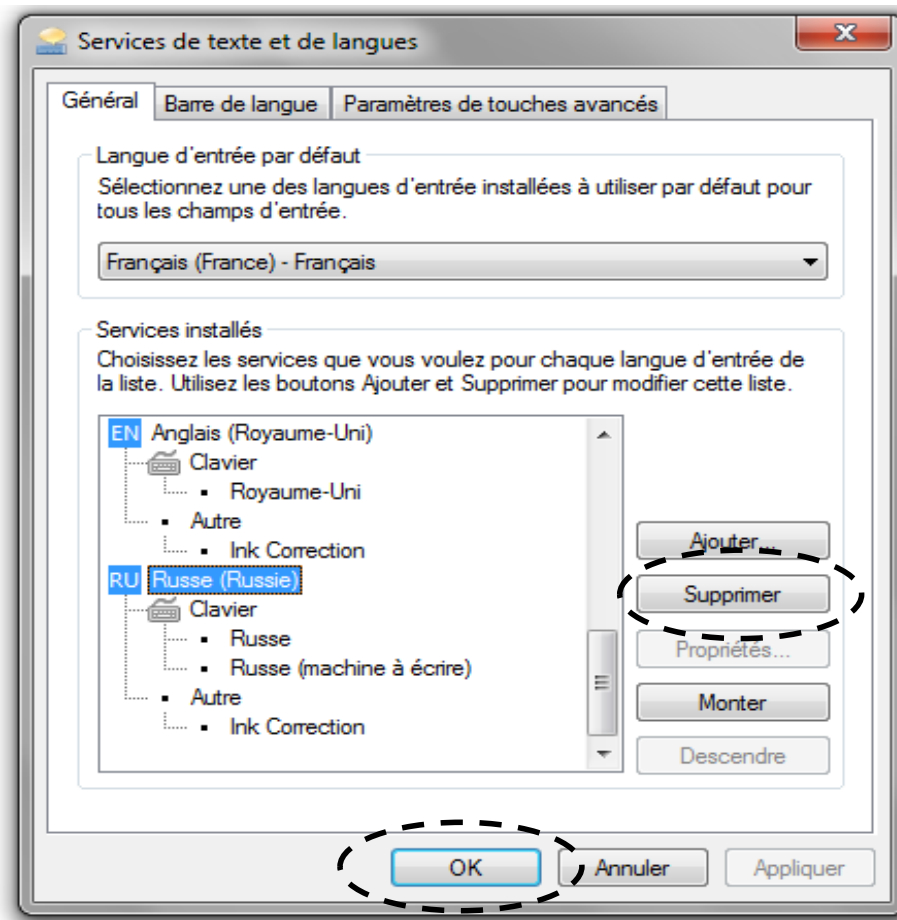 Services de texte et de langues
Général
Barre de langue
Paramètres de touches avancés
Langue d'entrée par défaut
Sélectionnez une des langues d'entrée installées à utiliser par défaut pour
tous les champs d'entrée.
Français (France) - Français
Services installés
Choisissez les services que vous voulez pour chaque langue d'entrée de
la liste. Utilisez les boutons Ajouter et Supprimer pour modifier cette liste.
EN Anglais (Royaume-Uni)
Clavier
Royaume-Uni
Autre
Ink Correction
RU Russe (Russie)
Clavier
Russe
Russe (machine à écrire)
Autre
Ink Correction
Ajouter...
Supprimer
Propriétés...
Monter
Descendre
OK
Annuler
Appliquer